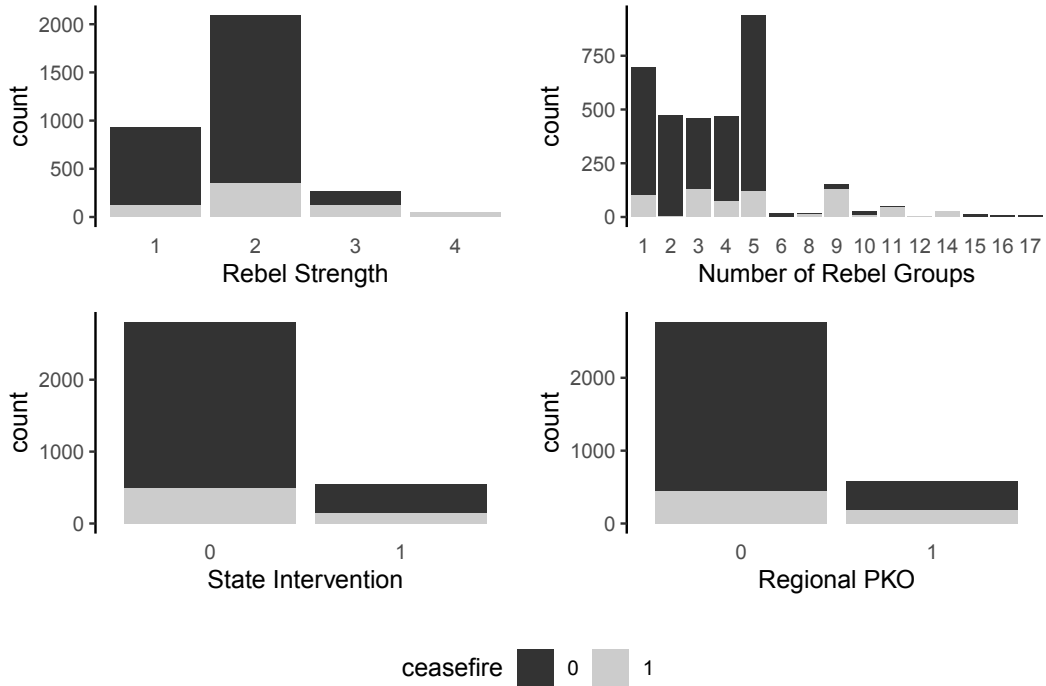 2000
1500
1000
500
0
count
1 2 3 4
Rebel Strength
750
500
250
0
count
1 2 3 4 5 6 8 9 10 11 12 14 15 16 17
Number of Rebel Groups
2000
1000
0
count
0 1
State Intervention
2000
1000
0
count
0 1
Regional PKO
ceasefire 0 1